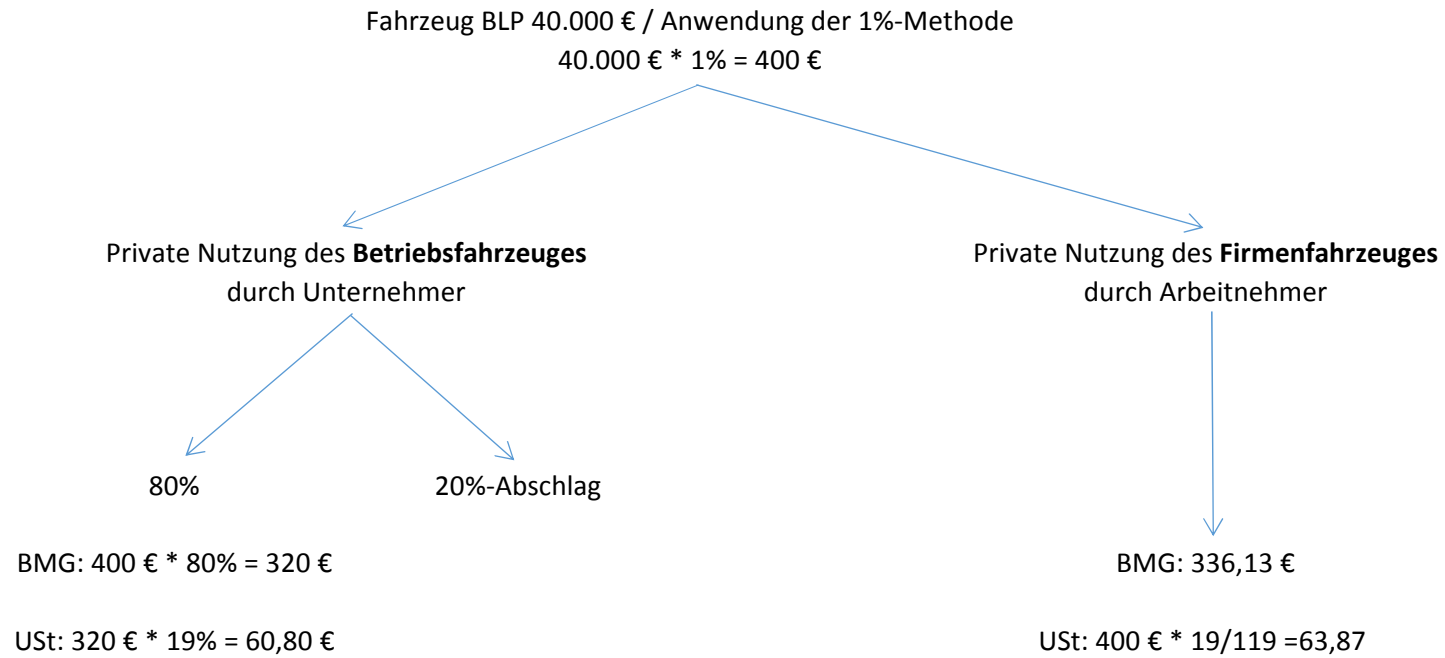 Fahrzeug BLP 40.000 € / Anwendung der 1%-Methode
40.000 € * 1% = 400 €
Private Nutzung des Betriebsfahrzeuges
durch Unternehmer
Private Nutzung des Firmenfahrzeuges
durch Arbeitnehmer
80%
20%-Abschlag
BMG: 400 € * 80% = 320 €
BMG: 336,13 €
USt: 320 € * 19% = 60,80 €
USt: 400 € * 19/119 =63,87